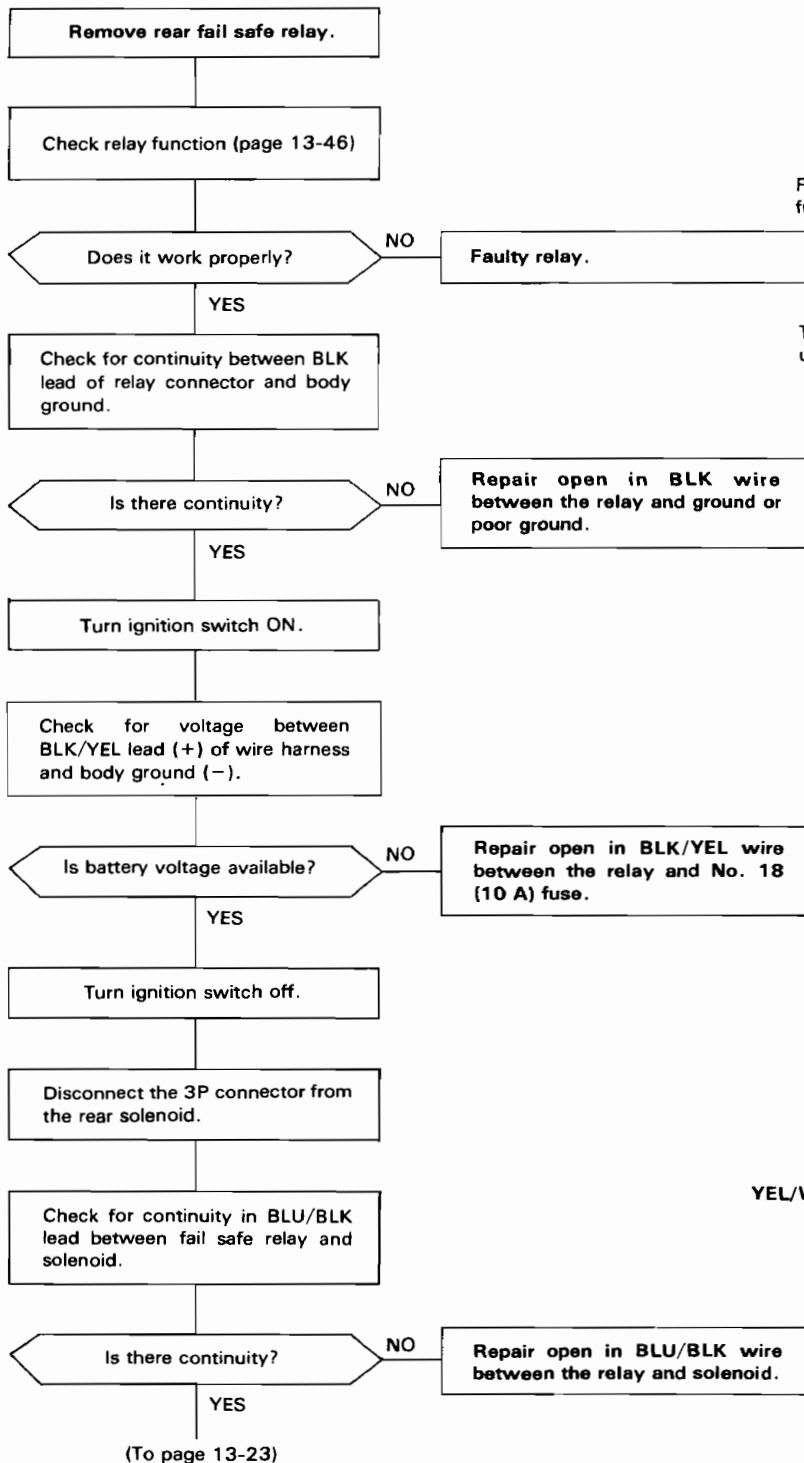 Remove rear fail safe relay.
Check relay function (page 13-46)
Does it work properly?
NO
Faulty relay.
YES
Check for continuity between BLK
lead of relay connector and body
ground.
Is there continuity?
NO
Repair open in BLK wire
between the relay and ground or
poor ground.
YES
Turn ignition switch ON.
Check for voltage between
BLK/YEL lead (+) of wire harness
and body ground (−).
Is battery voltage available?
NO
Repair open in BLK/YEL wire
between the relay and No. 18
(10 A) fuse.
YES
Turn ignition switch off.
Disconnect the 3P connector from
the rear solenoid.
Check for continuity in BLU/BLK
lead between fail safe relay and
solenoid.
YEL/
Is there continuity?
NO
Repair open in BLU/BLK wire
between the relay and solenoid.
YES
(To page 13-23)